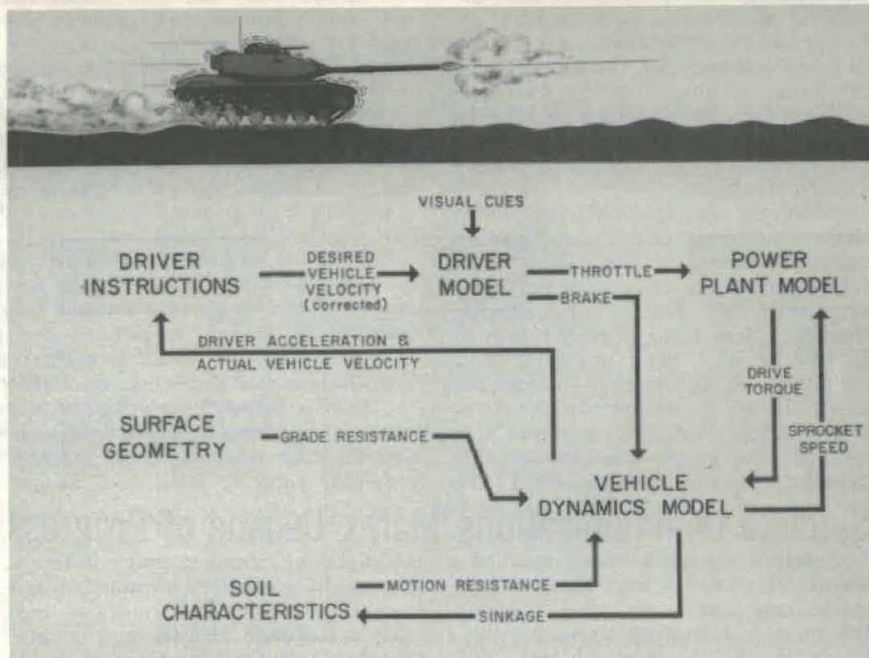 VISUAL CUES
DRIVER
INSTRUCTIONS
DESIRED
VEHICLE
VELOCITY
(corrected)
DRIVER
MODEL
THROTTLE
BRAKE
POWER
PLANT MODEL
DRIVER ACCELERATION &
ACTUAL VEHICLE VELOCITY
DRIVE
TORQUE
SPROCKET
SPEED
SURFACE
GEOMETRY
GRADE RESISTANCE
VEHICLE
DYNAMICS MODEL
SOIL
CHARACTERISTICS
MOTION RESISTANCE
SINKAGE